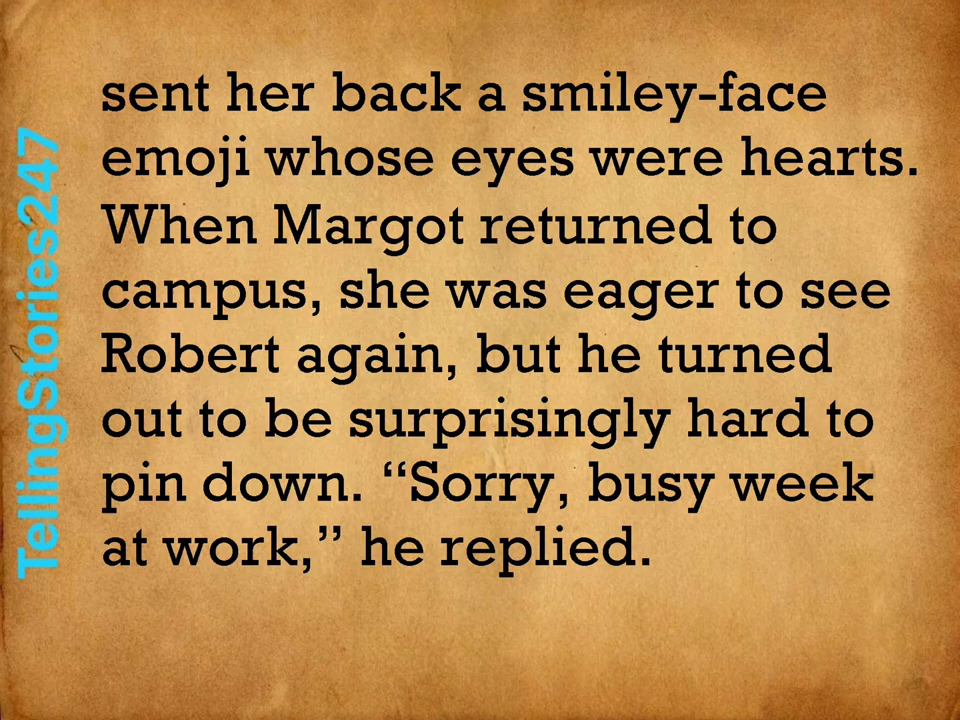 sent her back a smiley-face
emoji whose eyes were hearts.
When Margot returned to
campus, she was eager to see
Robert again, but he turned
out to be surprisingly hard to
pin down. “Sorry, busy week
at work,” he replied.
TellingStories247